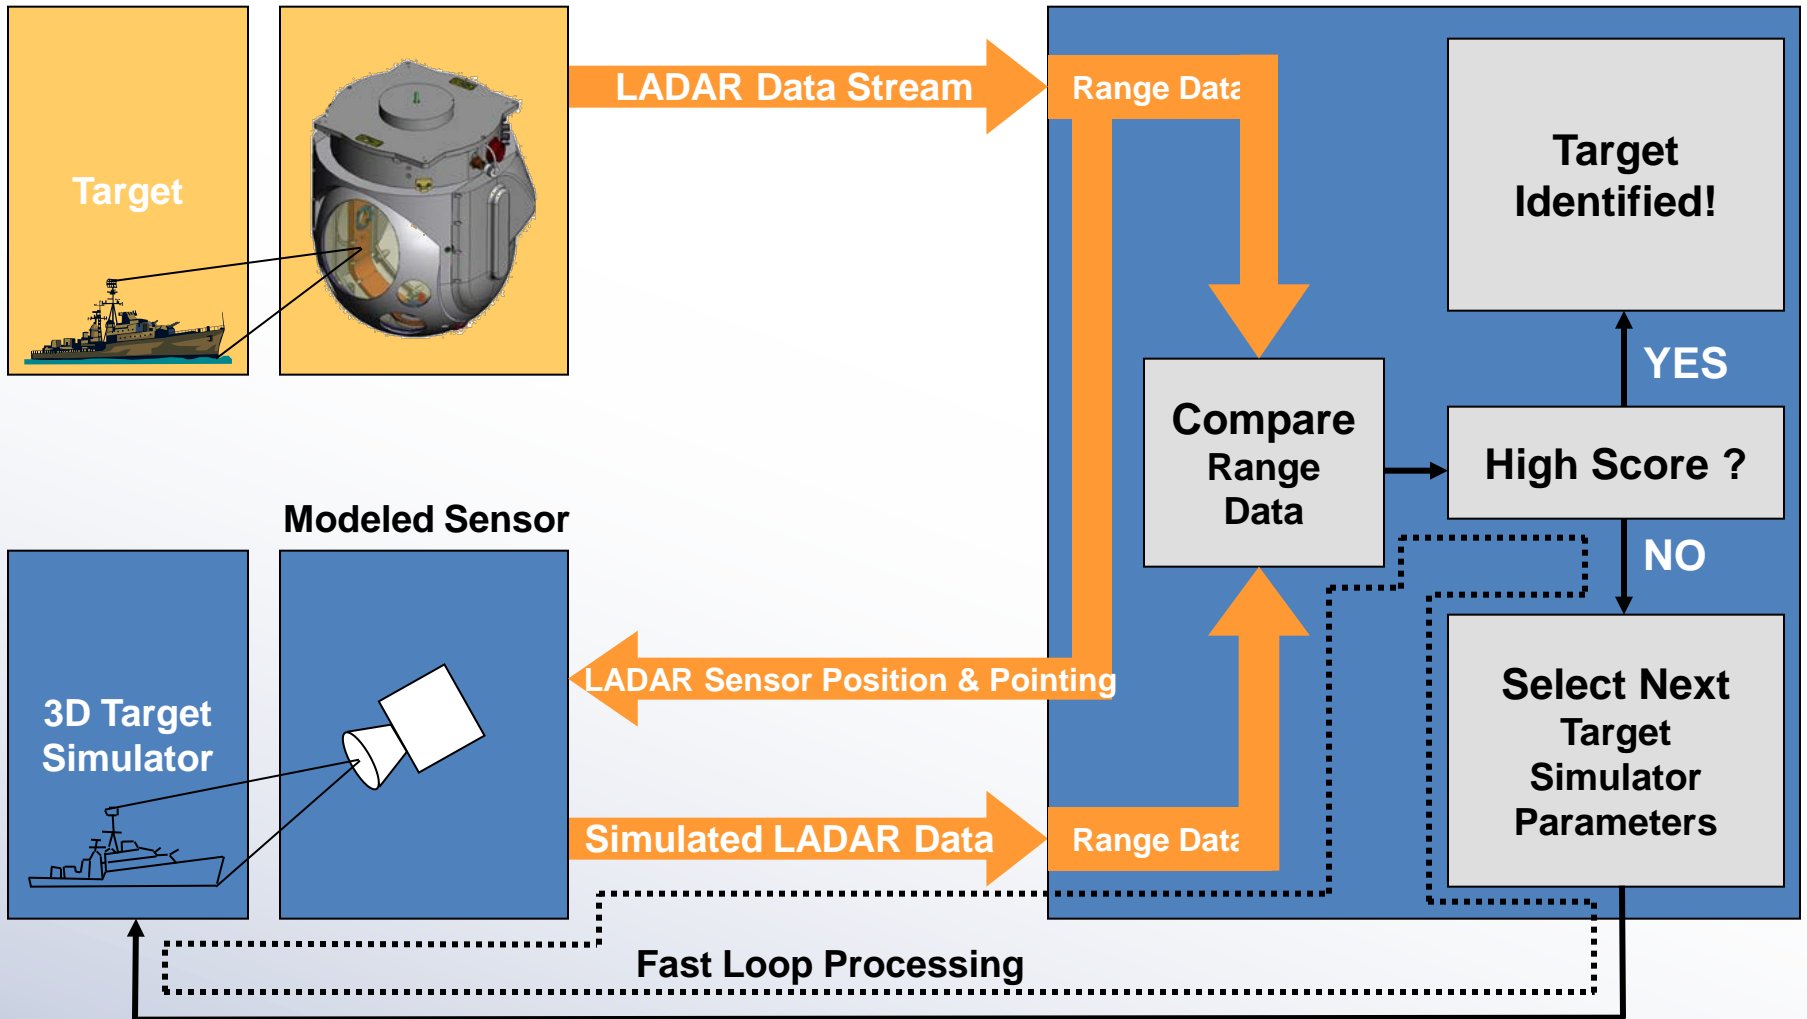 Target
LADAR Data Stream
Range Data
Target
Identified!
YES
Compare
Range
Data
High Score ?
NO
Modeled Sensor
3D Target
Simulator
LADAR Sensor Position & Pointing
Simulated LADAR Data
Range Data
Select Next
Target
Simulator
Parameters
Fast Loop Processing